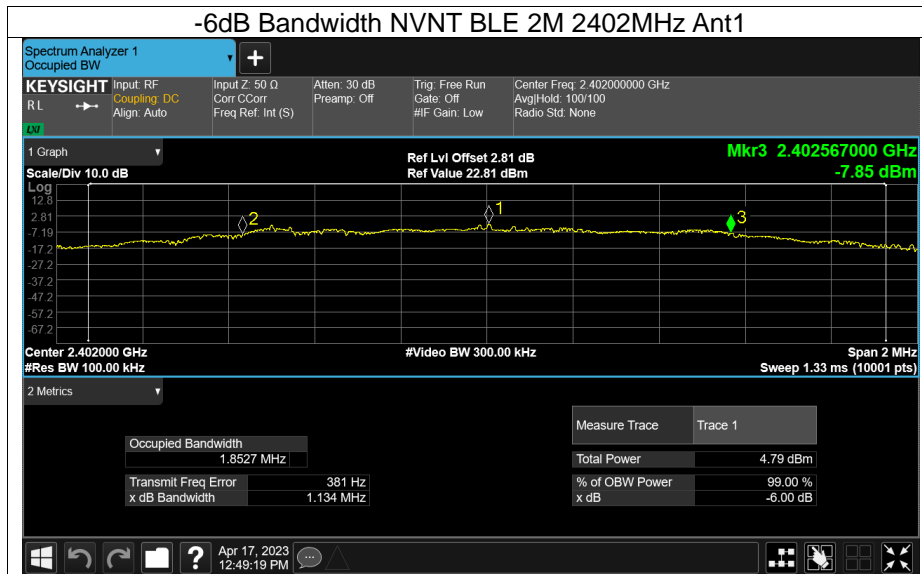 -6dB Bandwidth NVNT BLE 2M 2402MHz Ant1
Spectrum Analyzer 1
Occupied BW
+
KEYSIGHT Input: RF Input Z: 50 Ω Atten: 30 dB Trig: Free Run Center Freq: 2.402000000 GHz
R L Coupling: DC Corr CCorr Preamp: Off Gate: Off Avg|Hold: 100/100
Align: Auto Freq Ref: Int (S) #IF Gain: Low Radio Std: None
LXI
1 Graph Ref Lvl Offset 2.81 dB Mkr3 2.402567000 GHz
Scale/Div 10.0 dB Ref Value 22.81 dBm -7.85 dBm
Log
12.8
2.81
-7.19
-17.2
-27.2
-37.2
-47.2
-57.2
-67.2
2
1
3
Center 2.402000 GHz #Video BW 300.00 kHz Span 2 MHz
#Res BW 100.00 kHz Sweep 1.33 ms (10001 pts)
2 Metrics
Measure Trace Trace 1
Occupied Bandwidth
1.8527 MHz Total Power 4.79 dBm
Transmit Freq Error 381 Hz % of OBW Power 99.00 %
x dB Bandwidth 1.134 MHz x dB -6.00 dB
? Apr 17, 2023
12:49:19 PM